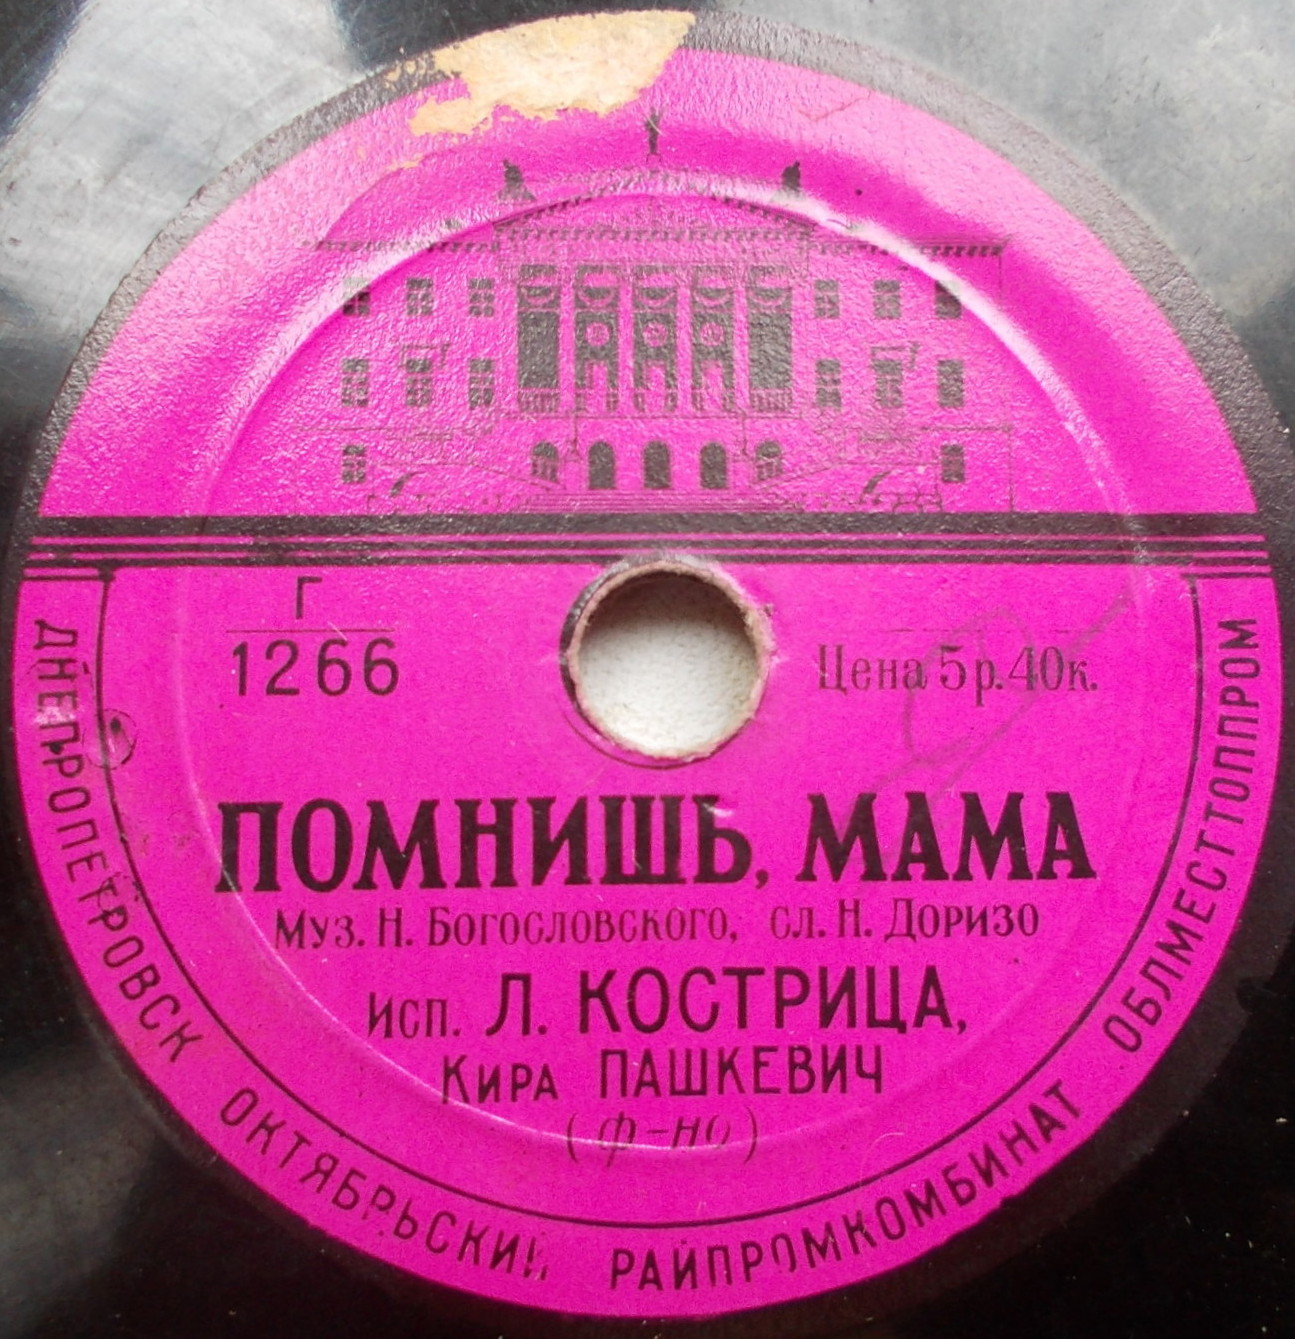 Г
1266
Цена 5 р. 40 к.
ПОМНИШЬ, МАМА
Муз. Н. Богословского, сл. Н. Доризо
Исп. Л. КОСТРИЦА,
Кира ПАШКЕВИЧ
(ф-но)
ДНЕПРОПЕТРОВСК ОКТЯБРЬСКИЙ РАЙПРОМКОМБИНАТ ОБЛМЕСТТОППРОМ